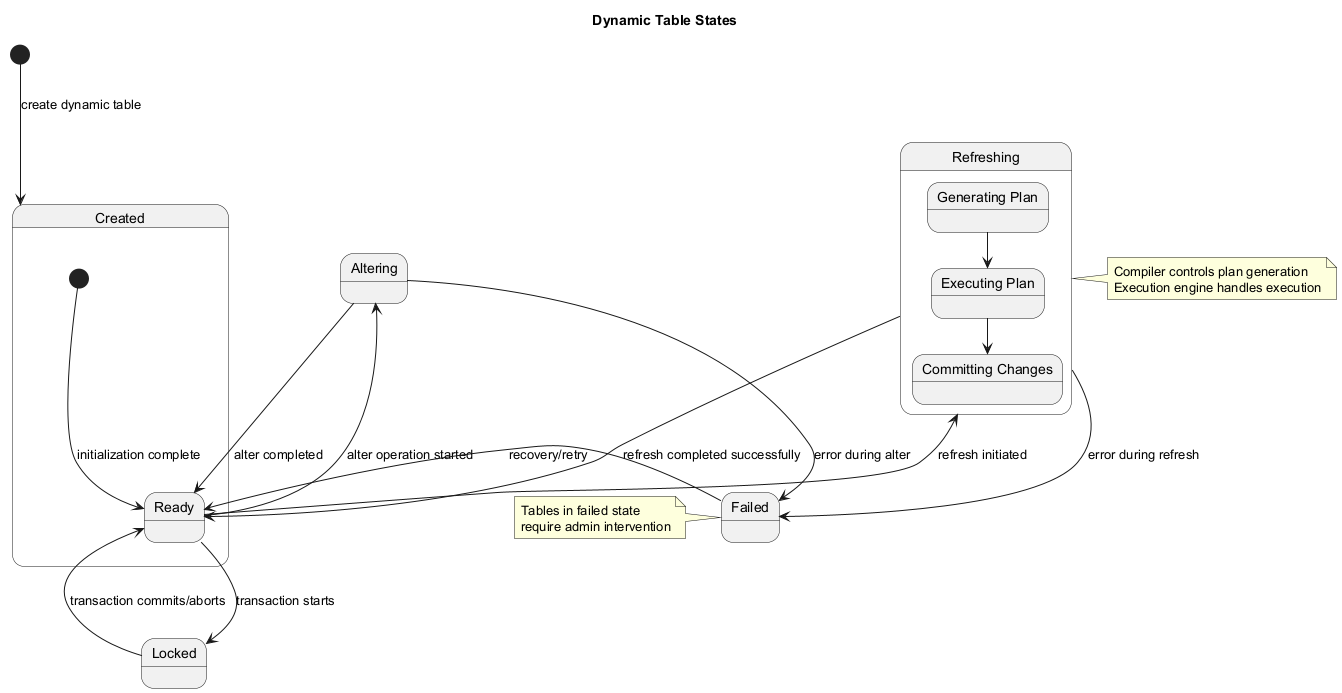 Dynamic Table States
create dynamic table
Refreshing
Generating Plan
Created
Altering
Compiler controls plan generation
Execution engine handles execution
Executing Plan
Committing Changes
initialization complete
alter completed
alter operation started
recovery/retry
refresh completed successfully
error during alter
refresh initiated
error during refresh
Ready
Tables in failed state
require admin intervention
Failed
transaction commits/aborts
transaction starts
Locked